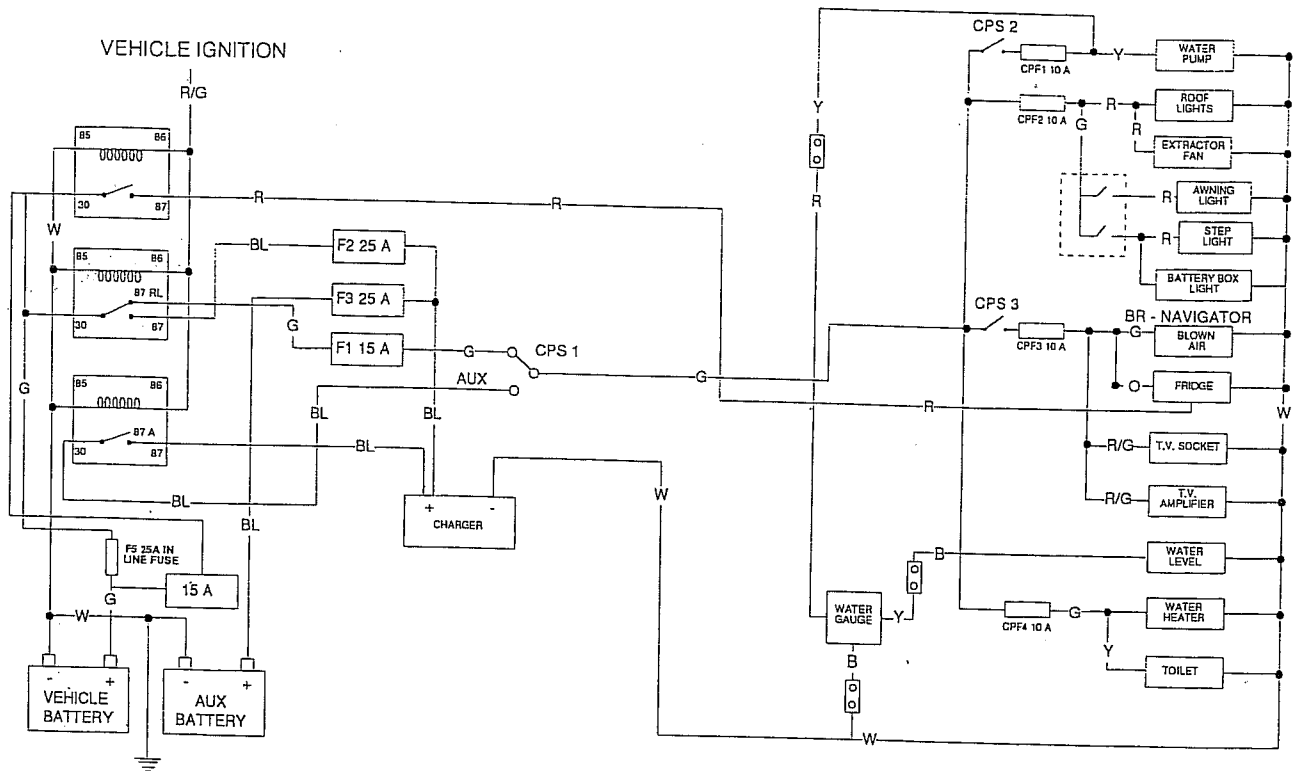 VEHICLE IGNITION
R/G
85 86
30 87
W
R R
85 86
87 RL
30 87
BL
F2 25 A
F3 25 A
G
F1 15 A
G
CPS 1
AUX
G
G
85 86
87 A
30 87
BL
BL
BL
BL
BL
+ -
CHARGER
W
F5 25A IN
LINE FUSE
15 A
G
W
- +
VEHICLE
BATTERY
- +
AUX
BATTERY
Y
R
CPS 2
CPF1 10 A
Y
WATER
PUMP
CPF2 10 A
R
G
R
ROOF
LIGHTS
EXTRACTOR
FAN
R
AWNING
LIGHT
R
STEP
LIGHT
BATTERY BOX
LIGHT
CPS 3
CPF3 10 A
BR - NAVIGATOR
G
BLOWN
AIR
O
FRIDGE
R
W
R/G
T.V. SOCKET
R/G
T.V.
AMPLIFIER
B
WATER
LEVEL
WATER
GAUGE
Y
B
CPF4 10 A
G
WATER
HEATER
Y
TOILET
W